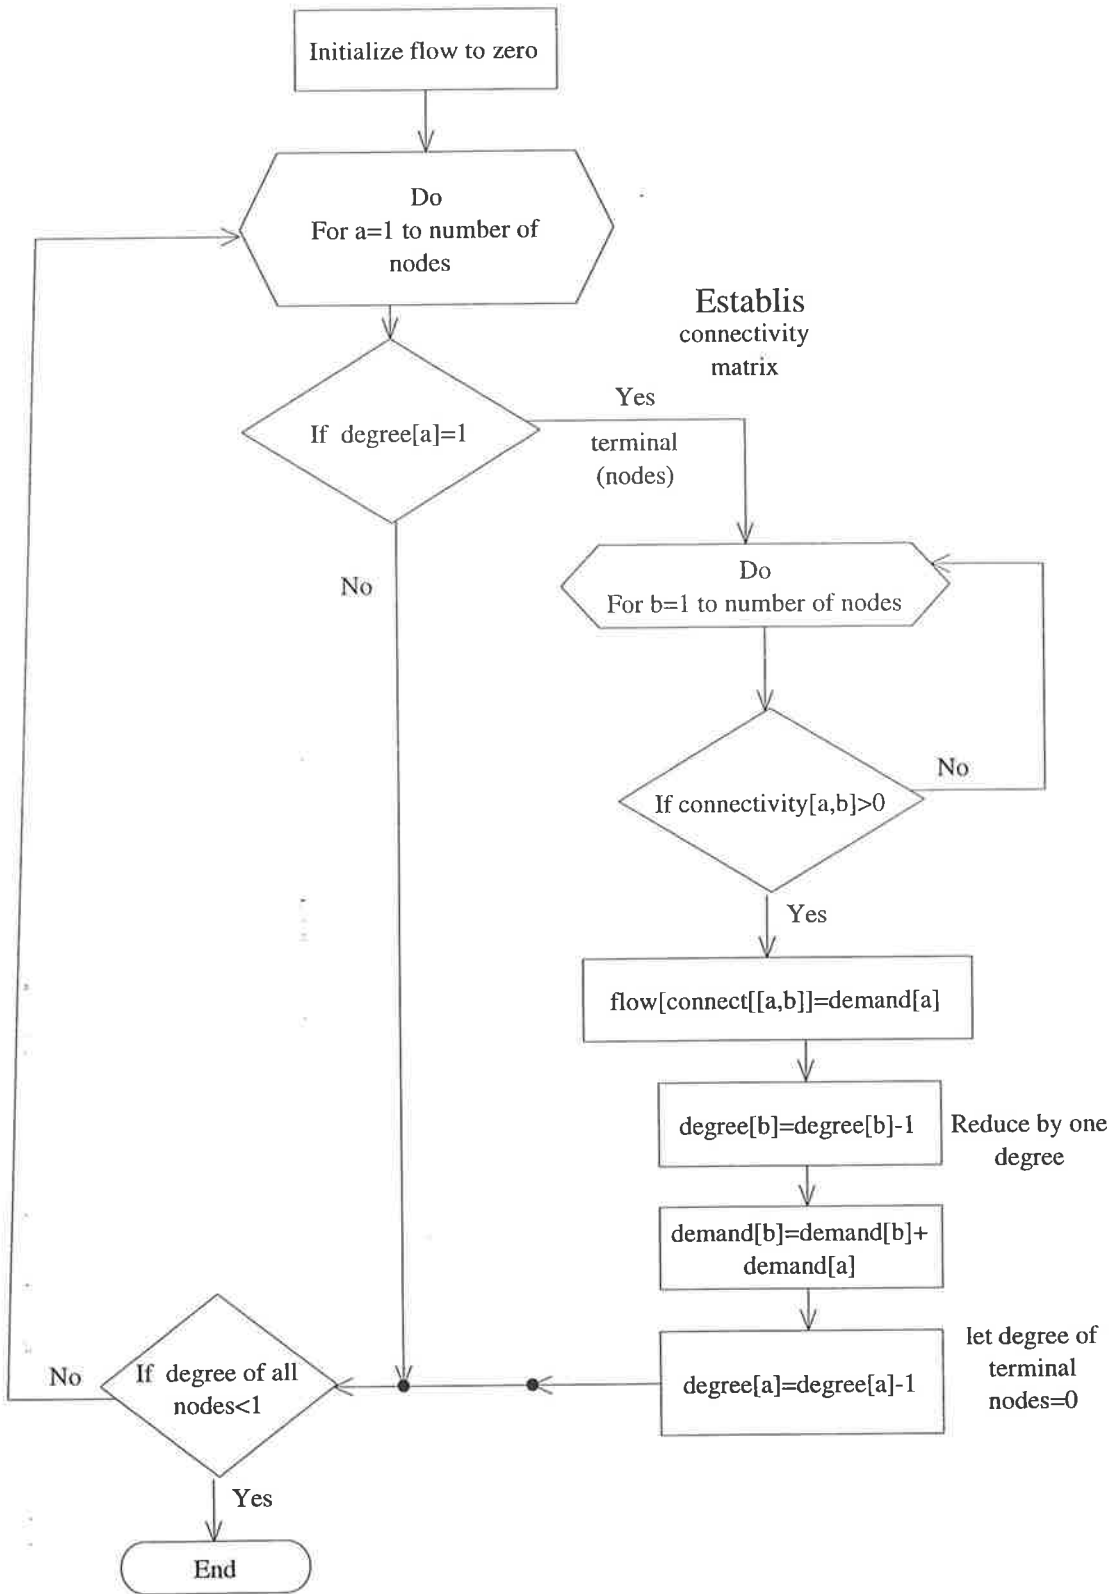 Initialize flow to zero
Do
For a=1 to number of
nodes
Establis
connectivity
matrix
If degree[a]=1
Yes
terminal
(nodes)
No
Do
For b=1 to number of nodes
If connectivity[a,b]>0
No
Yes
flow[connect[[a,b]]=demand[a]
degree[b]=degree[b]-1
Reduce by one
degree
demand[b]=demand[b]+
demand[a]
degree[a]=degree[a]-1
let degree of
terminal
nodes=0
If degree of all
nodes<1
No
Yes
End